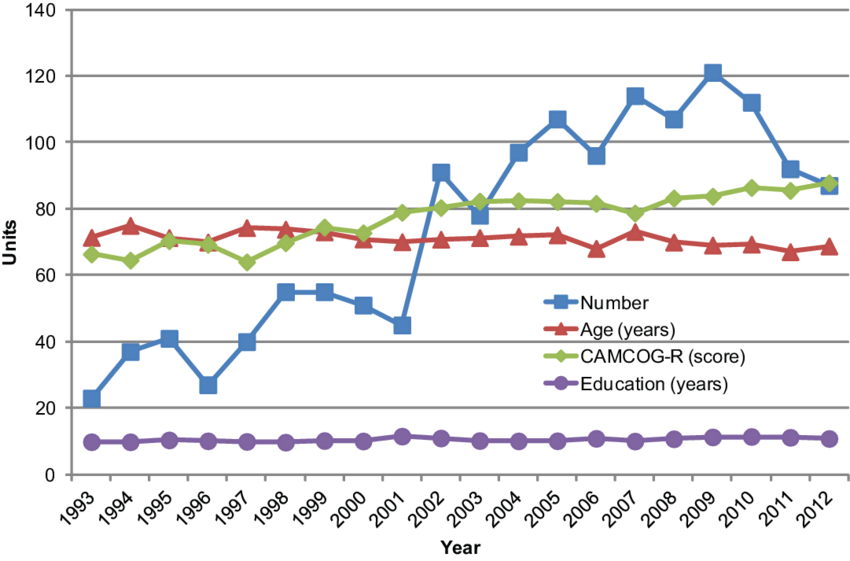 140
120
100
80
60
40
20
0
Units
Number
Age (years)
CAMCOG-R (score)
Education (years)
1993 1994 1995 1996 1997 1998 1999 2000 2001 2002 2003 2004 2005 2006 2007 2008 2009 2010 2011 2012
Year